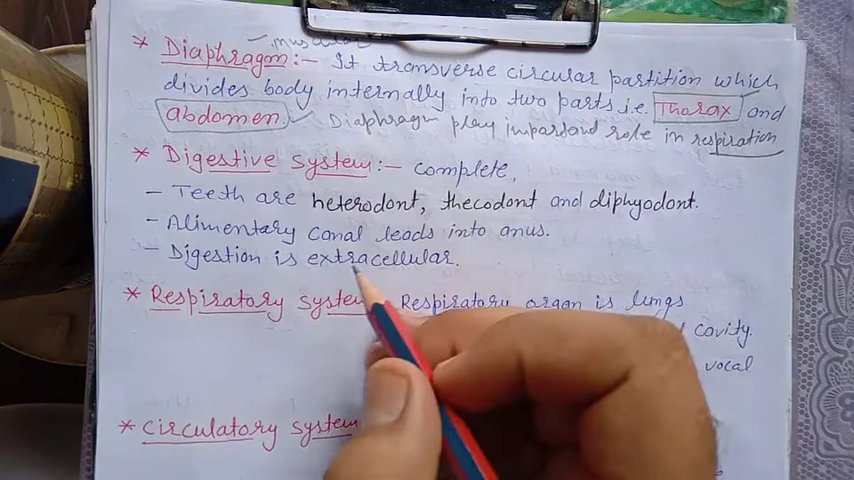 - muscular
* Diaphragm :- It transverse circular partition which
divides body internally into two parts i.e. Thorax and
abdomen. Diaphragm play important role in respiration
* Digestive system :- complete,
- Teeth are heterodont, thecodont and diphyodont.
- Alimentary canal leads into anus.
- Digestion is extracellular.
* Respiratory system Respiratory organ is lungs
cavity.
vocal
* circulatory system